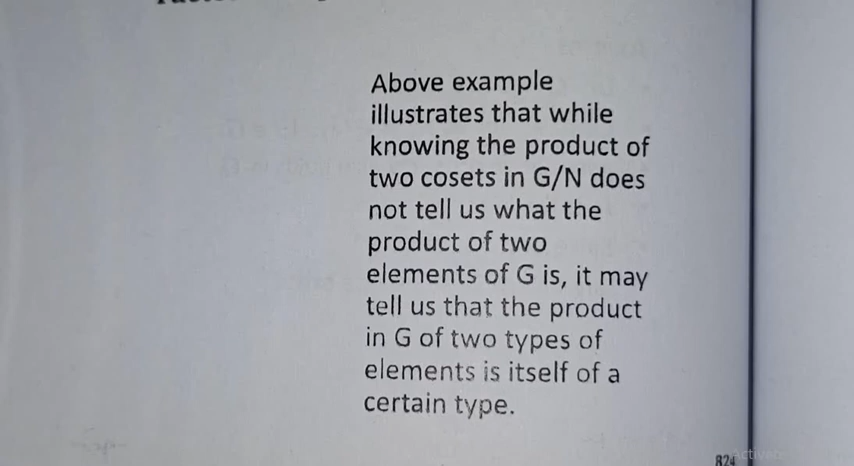 Above example
illustrates that while
knowing the product of
two cosets in G/N does
not tell us what the
product of two
elements of G is, it may
tell us that the product
in G of two types of
elements is itself of a
certain type.
824
Activate